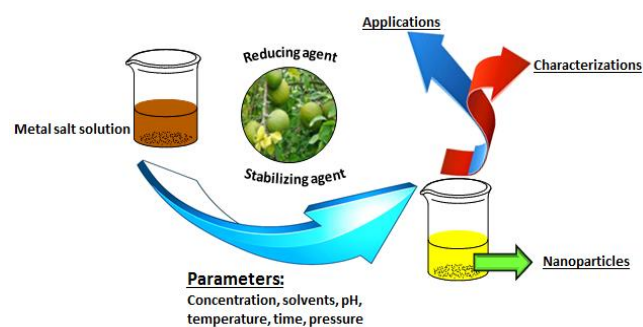 Applications
Reducing agent
Characterizations
Metal salt solution
Stabilizing agent
Nanoparticles
Parameters:
Concentration, solvents, pH,
temperature, time, pressure